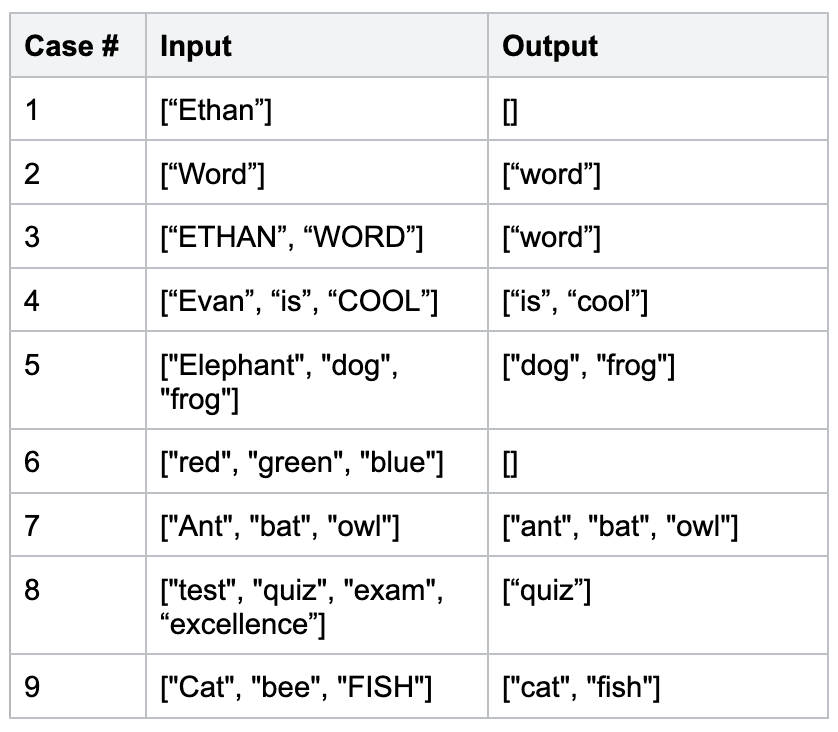 Case # Input Output
1 [“Ethan”] []
2 [“Word”] [“word”]
3 [“ETHAN”, “WORD”] [“word”]
4 [“Evan”, “is”, “COOL”] [“is”, “cool”]
5 ["Elephant", "dog", ["dog", "frog"]
"frog"]
6 ["red", "green", "blue"] []
7 ["Ant", "bat", "owl"] ["ant", "bat", "owl"]
8 ["test", "quiz", "exam", [“quiz”]
“excellence”]
9 ["Cat", "bee", "FISH"] ["cat", "fish"]